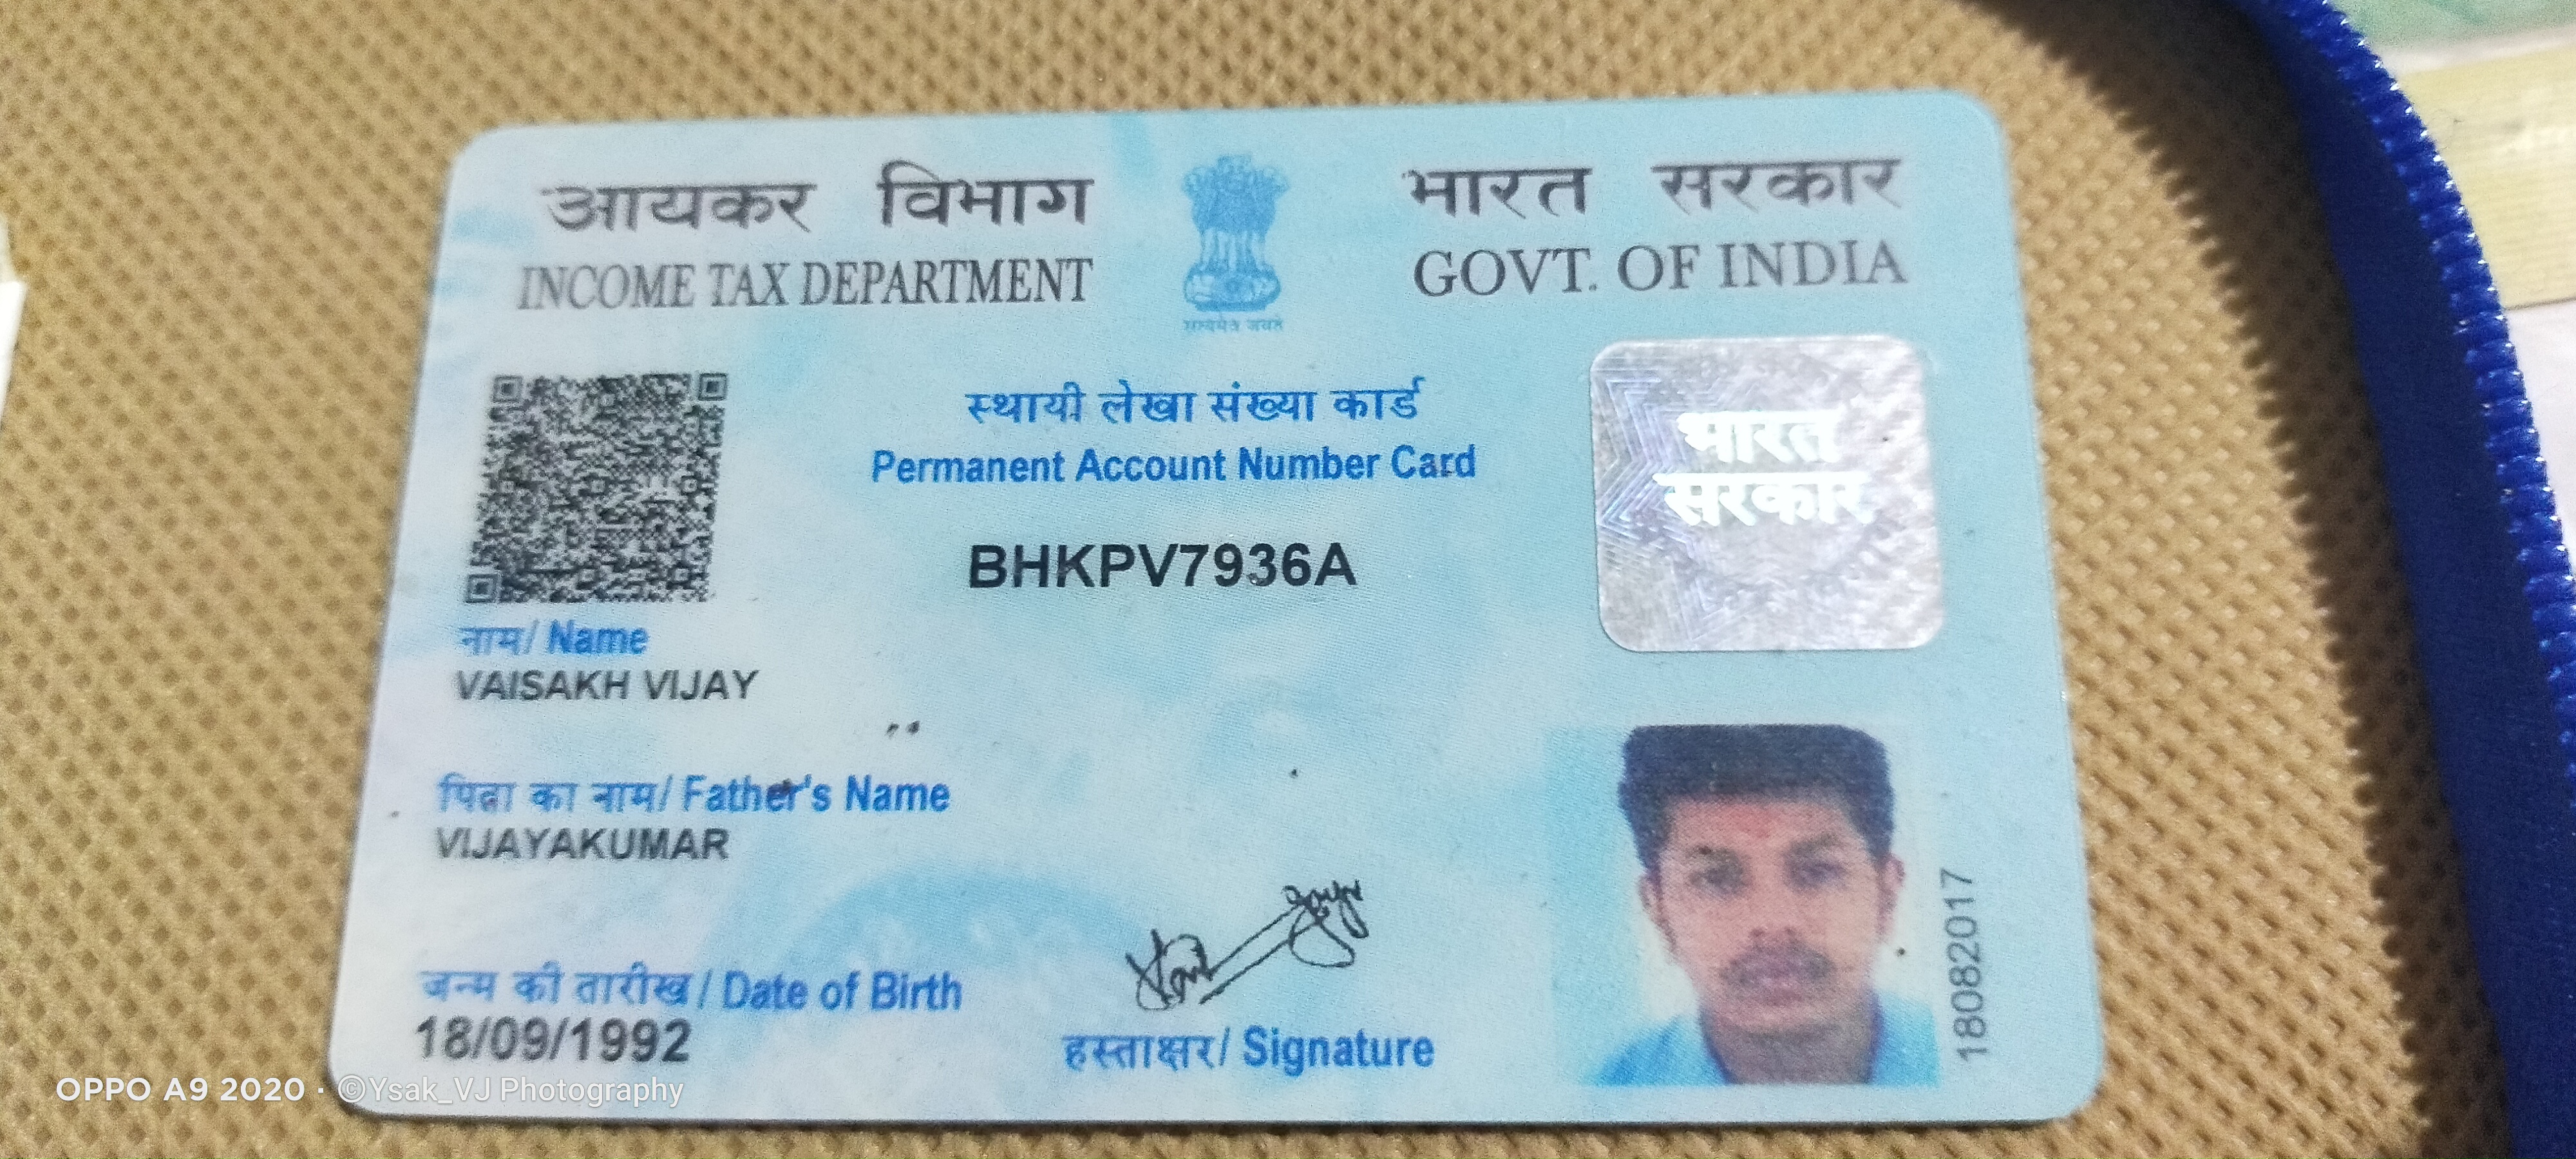 आयकर विभाग
INCOME TAX DEPARTMENT
सत्यमेव जयते
भारत सरकार
GOVT. OF INDIA
स्थायी लेखा संख्या कार्ड
Permanent Account Number Card
BHKPV7936A
भारत
सरकार
नाम/ Name
VAISAKH VIJAY
पिता का नाम/ Father's Name
VIJAYAKUMAR
जन्म की तारीख / Date of Birth
18/09/1992
हस्ताक्षर/ Signature
18082017
OPPO A9 2020 · ©Ysak_VJ Photography